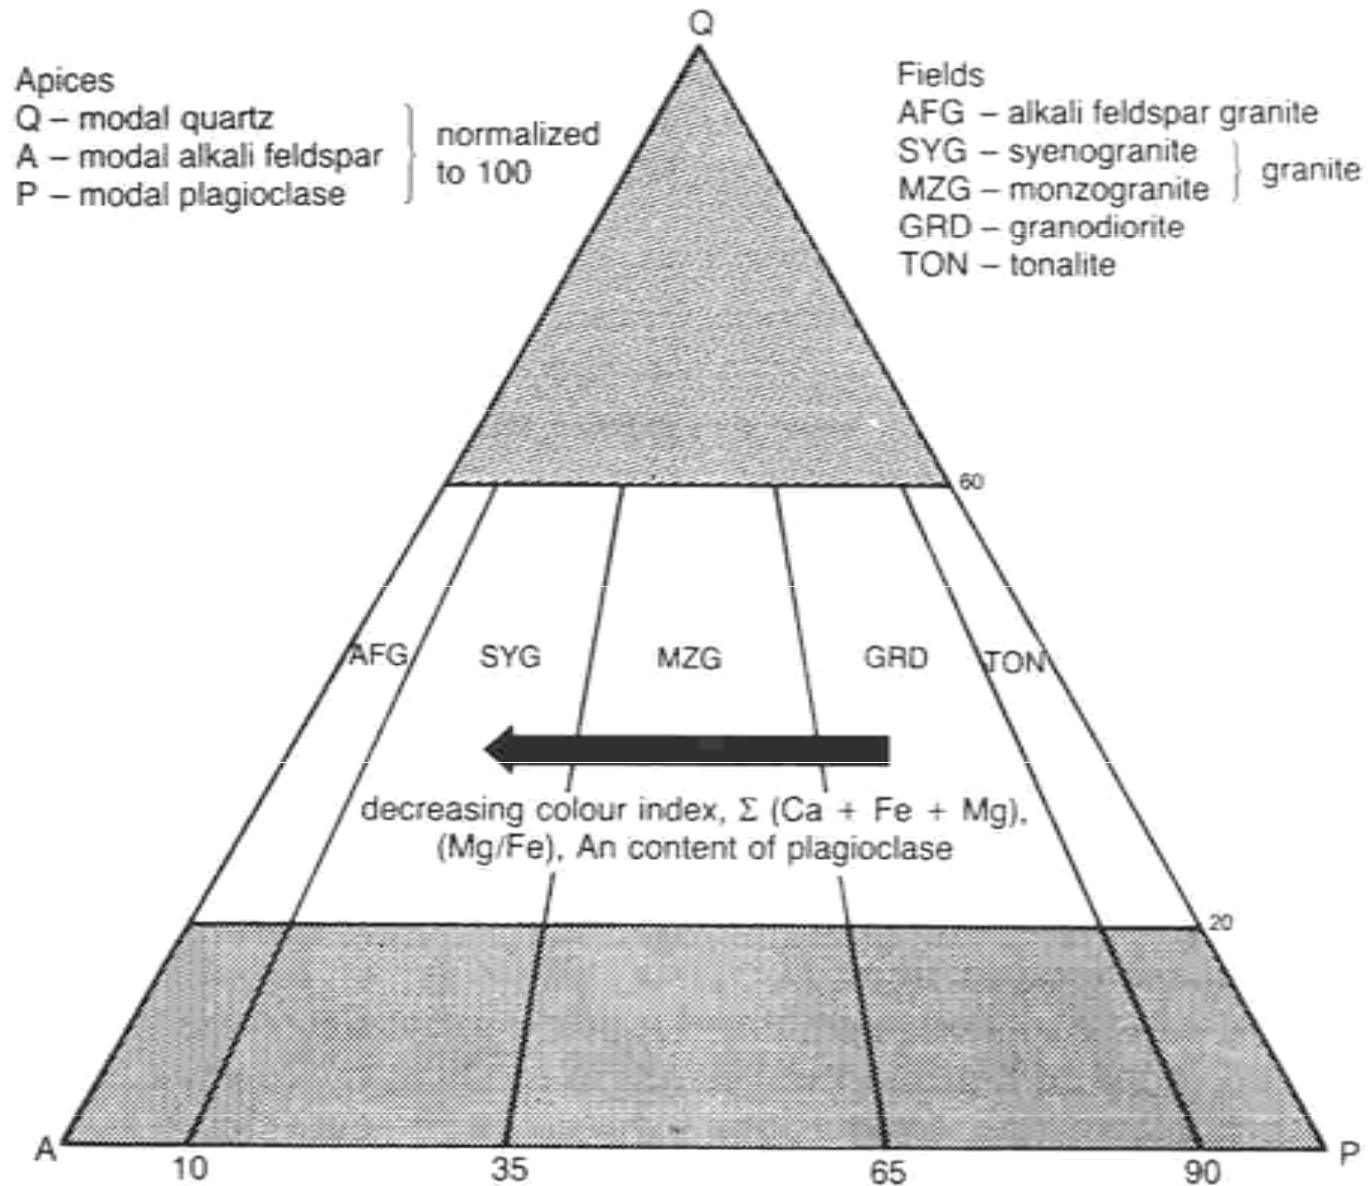 Q
Apices
Q – modal quartz
A – modal alkali feldspar
P – modal plagioclase
normalized
to 100
Fields
AFG – alkali feldspar granite
SYG – syenogranite
MZG – monzogranite
granite
GRD – granodiorite
TON – tonalite
60
AFG SYG MZG GRD TON
decreasing colour index, Σ (Ca + Fe + Mg),
(Mg/Fe), An content of plagioclase
20
A P
10 35 65 90